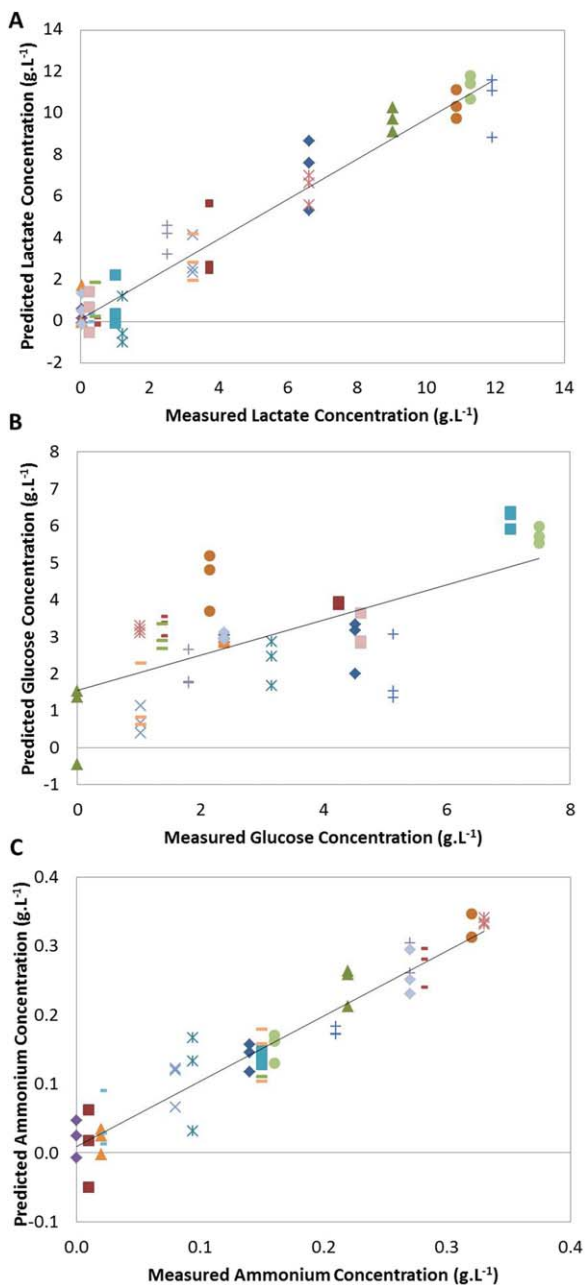 A
Predicted Lactate Concentration (g.L-1)
14
12
10
8
6
4
2
0
-2
0 2 4 6 8 10 12 14
Measured Lactate Concentration (g.L-1)
B
Predicted Glucose Concentration (g.L-1)
8
7
6
5
4
3
2
1
0
-1
0 2 4 6 8
Measured Glucose Concentration (g.L-1)
C
Predicted Ammonium Concentration (g.L-1)
0.4
0.3
0.2
0.1
0.0
-0.1
0.0 0.1 0.2 0.3 0.4
Measured Ammonium Concentration (g.L-1)